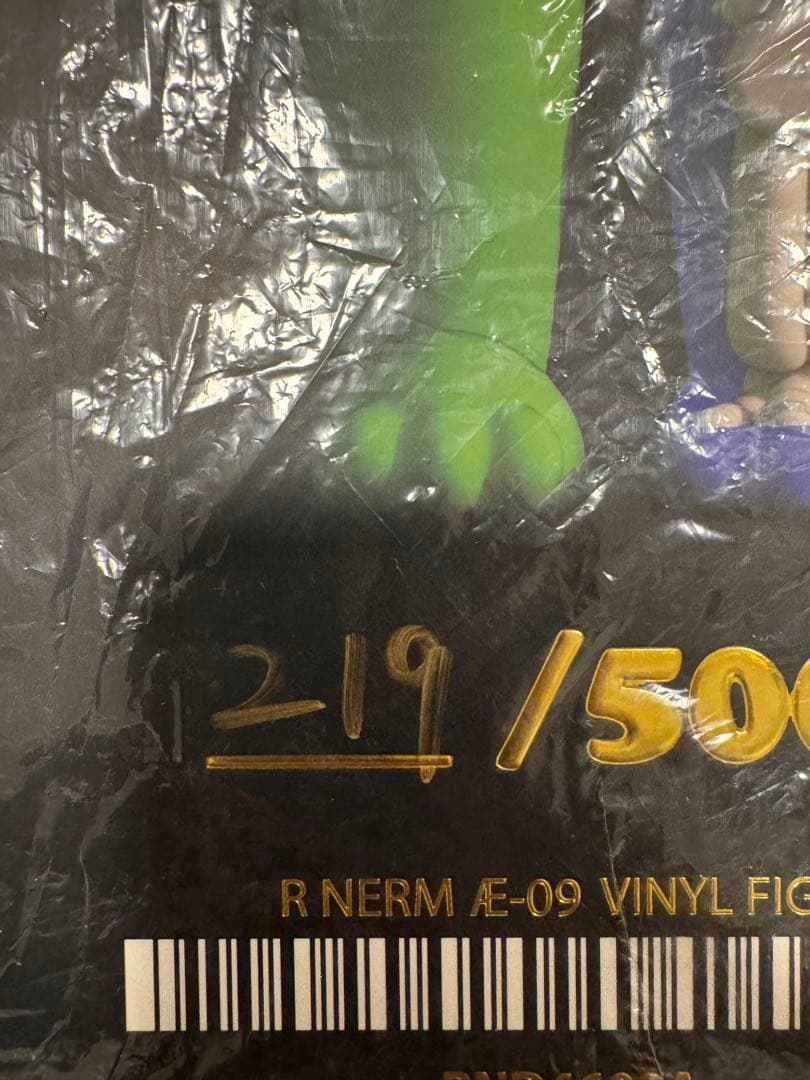 219 /500
R NERM Æ-09 VINYL FIG